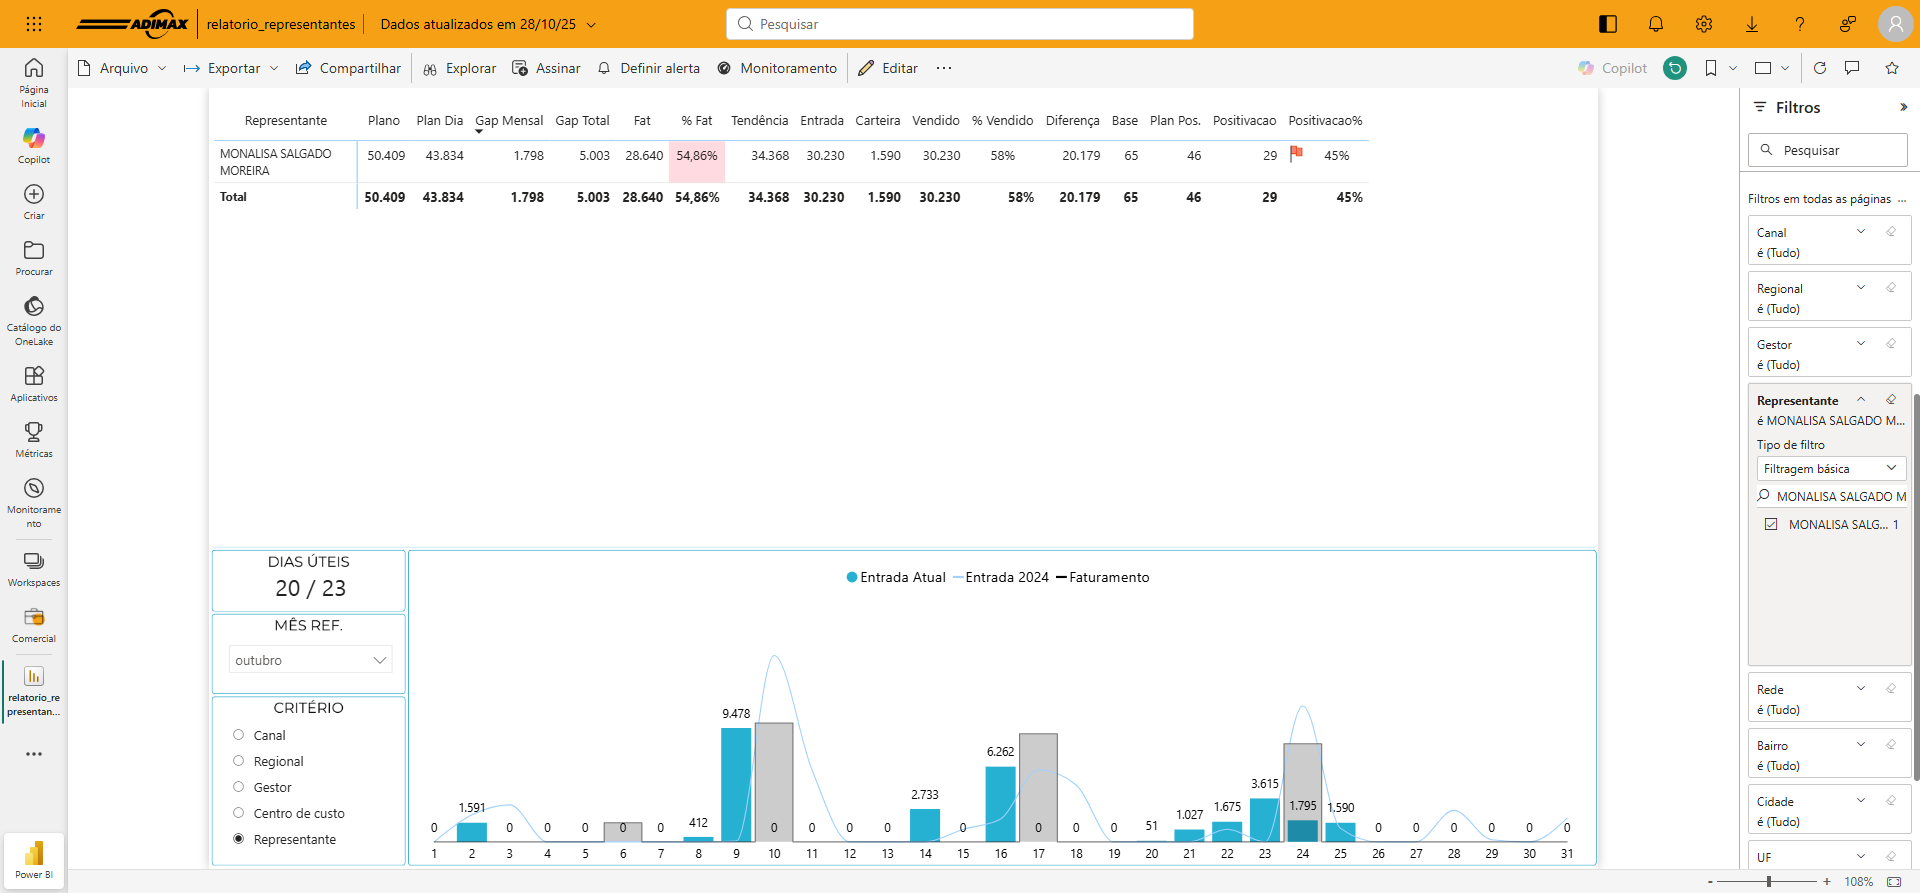 ADIMAX
relatorio_representantes
Dados atualizados em 28/10/25
Pesquisar
Arquivo
Exportar
Compartilhar
Explorar
Assinar
Definir alerta
Monitoramento
Editar
Copilot
Página Inicial
Copilot
Criar
Procurar
Catálogo do OneLake
Aplicativos
Métricas
Monitorame
nto
Workspaces
Comercial
relatorio_re
presentan...
Power BI
Representante Plano Plan Dia Gap Mensal Gap Total Fat % Fat Tendência Entrada Carteira Vendido % Vendido Diferença Base Plan Pos. Positivacao Positivacao%
MONALISA SALGADO MOREIRA 50.409 43.834 1.798 5.003 28.640 54,86% 34.368 30.230 1.590 30.230 58% 20.179 65 46 29 45%
Total 50.409 43.834 1.798 5.003 28.640 54,86% 34.368 30.230 1.590 30.230 58% 20.179 65 46 29 45%
DIAS ÚTEIS
20 / 23
MÊS REF.
outubro
CRITÉRIO
Canal
Regional
Gestor
Centro de custo
Representante
Entrada Atual Entrada 2024 Faturamento
0 1.591 0 0 0 0 0 412 9.478 0 0 0 0 2.733 0 6.262 0 0 0 51 1.027 1.675 3.615 1.795 1.590 0 0 0 0 0 0
1 2 3 4 5 6 7 8 9 10 11 12 13 14 15 16 17 18 19 20 21 22 23 24 25 26 27 28 29 30 31
Filtros
Pesquisar
Filtros em todas as páginas ...
Canal
é (Tudo)
Regional
é (Tudo)
Gestor
é (Tudo)
Representante
é MONALISA SALGADO M...
Tipo de filtro
Filtragem básica
MONALISA SALGADO M
MONALISA SALG... 1
Rede
é (Tudo)
Bairro
é (Tudo)
Cidade
é (Tudo)
UF
- + 108%